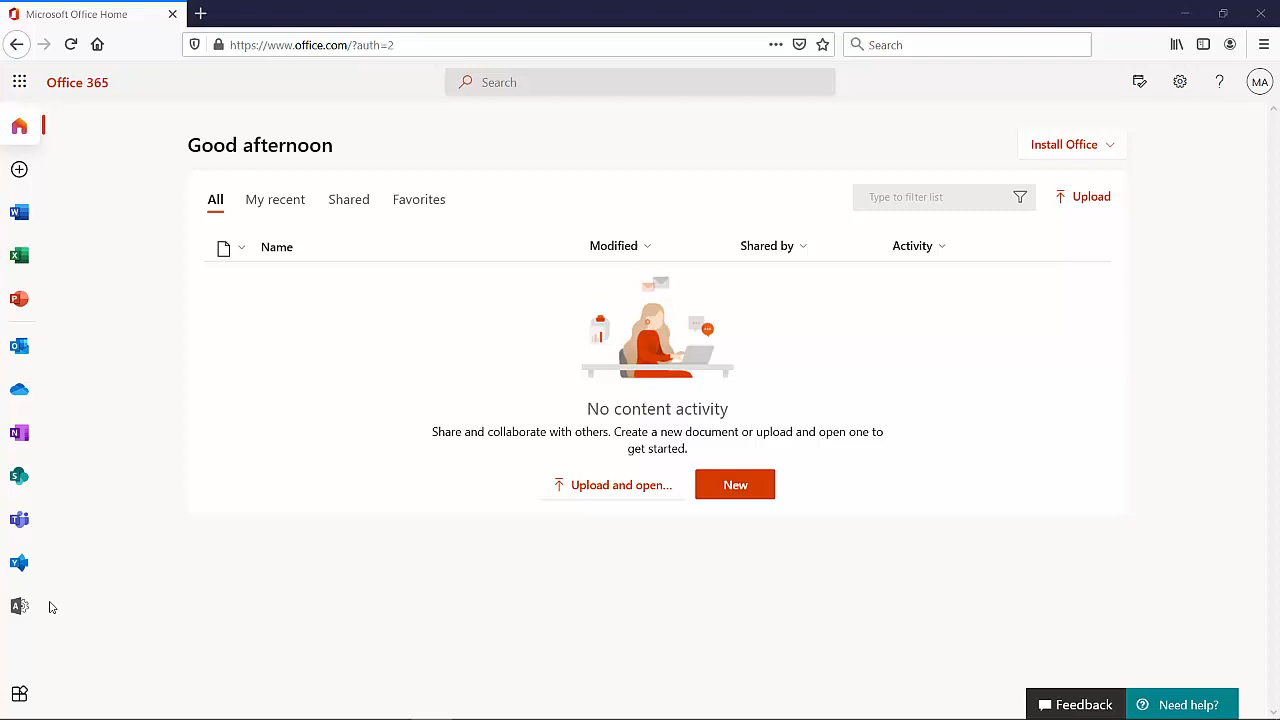 Microsoft Office Home
https://www.office.com/?auth=2
Search
Office 365
Search
MA
Good afternoon
Install Office
All My recent Shared Favorites
Type to filter list
Upload
Name Modified Shared by Activity
No content activity
Share and collaborate with others. Create a new document or upload and open one to
get started.
Upload and open...
New
Feedback
Need help?